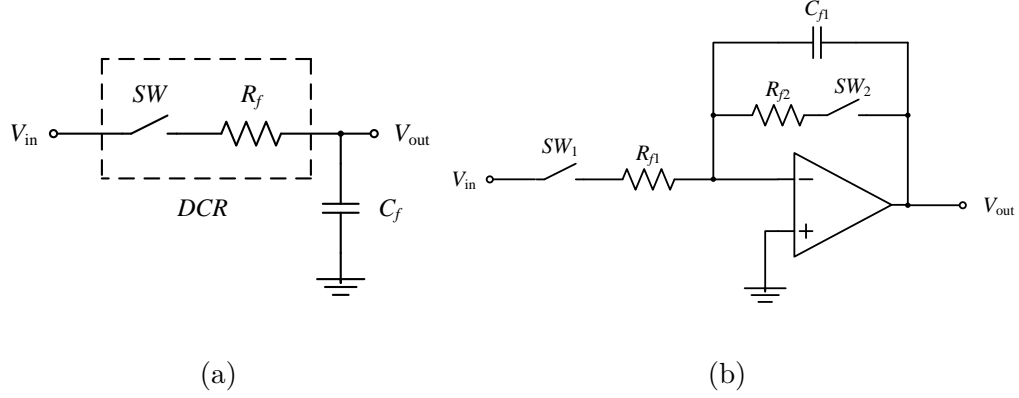 SW
R_f
V_in
V_out
DCR
C_f
(a)
C_f1
R_f2
SW_2
SW_1
R_f1
V_in
−
+
V_out
(b)